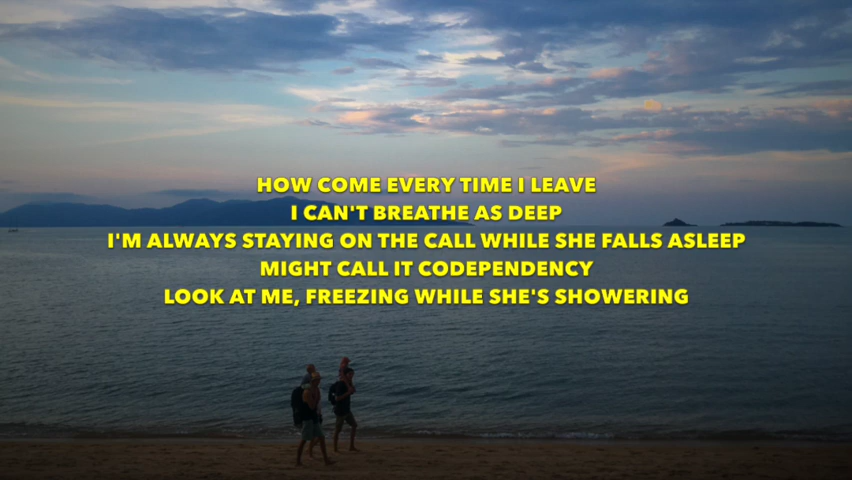 HOW COME EVERY TIME I LEAVE
I CAN'T BREATHE AS DEEP
I'M ALWAYS STAYING ON THE CALL WHILE SHE FALLS ASLEEP
MIGHT CALL IT CODEPENDENCY
LOOK AT ME, FREEZING WHILE SHE'S SHOWERING